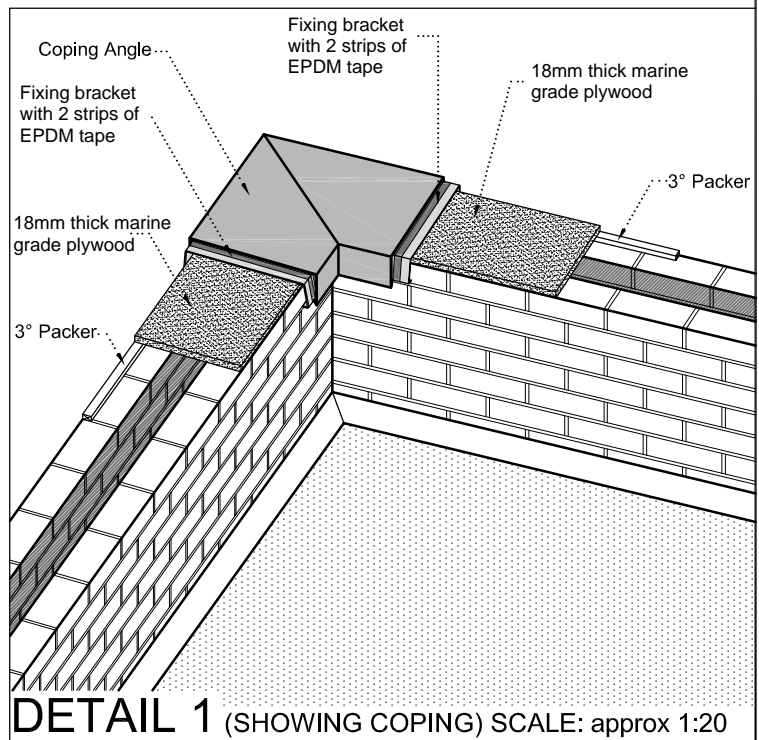 Coping Angle
Fixing bracket
with 2 strips of
EPDM tape
Fixing bracket
with 2 strips of
EPDM tape
18mm thick marine
grade plywood
3° Packer
18mm thick marine
grade plywood
3° Packer
DETAIL 1 (SHOWING COPING) SCALE: approx 1:20